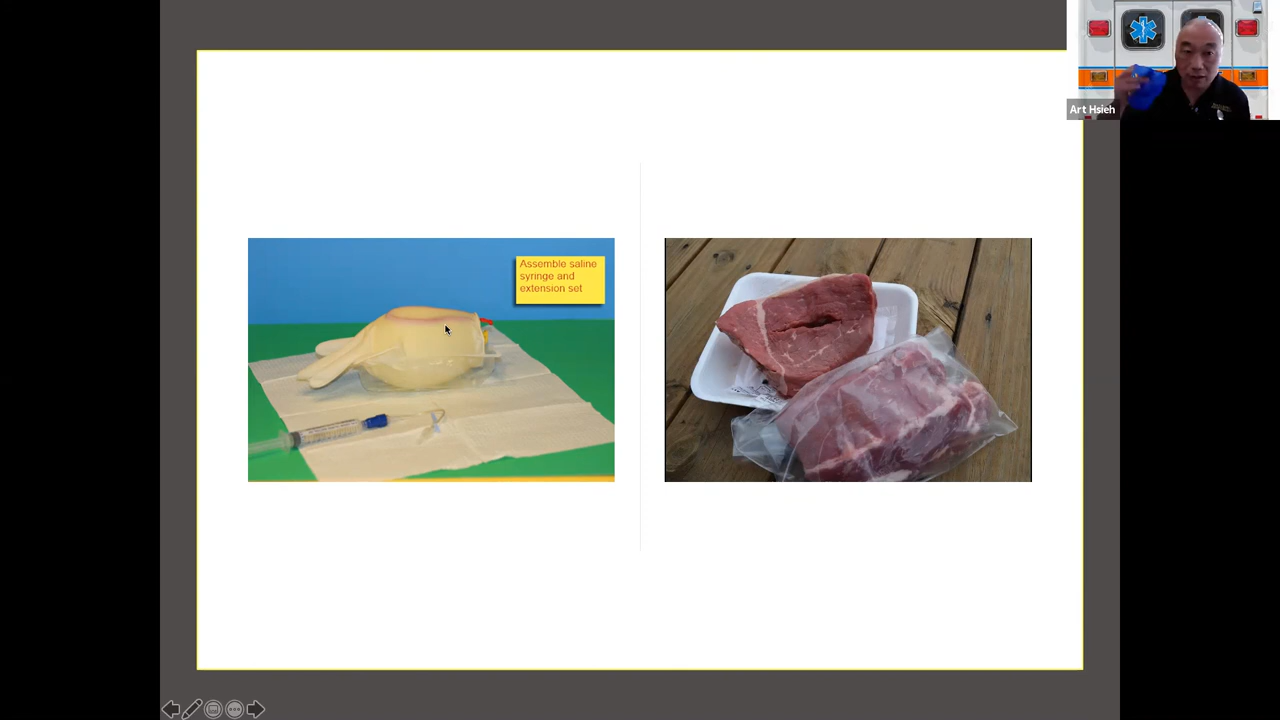 Art Hsieh
Assemble saline
syringe and
extension set